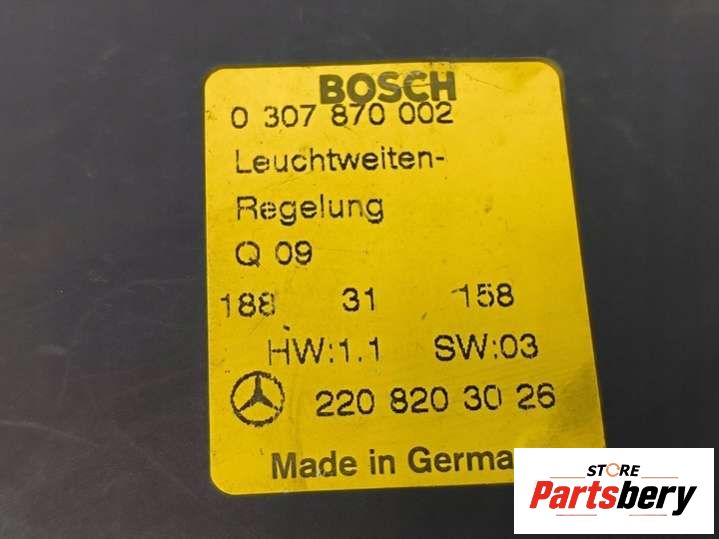 BOSCH
0 307 870 002
Leuchtweiten-
Regelung
Q 09
188 31 158
HW:1.1 SW:03
220 820 30 26
Made in Germa
STORE
Partsbery